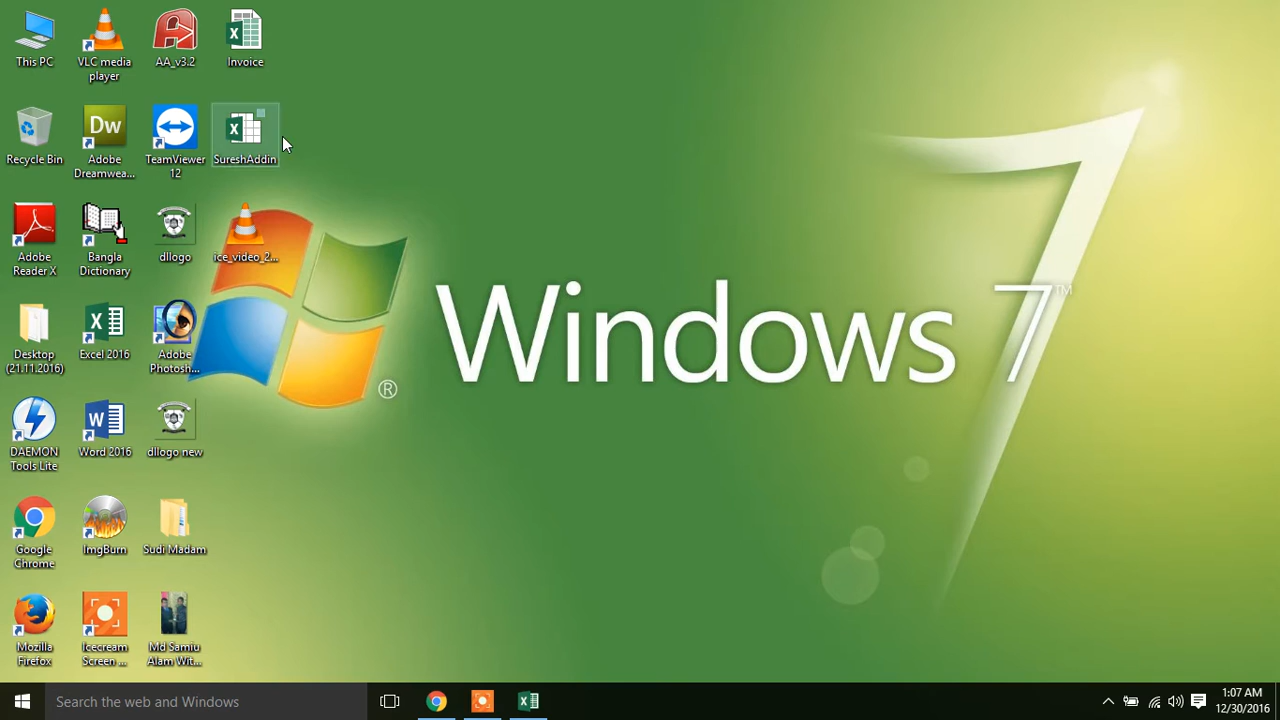 This PC
VLC media
player
AA_v3.2
Invoice
Recycle Bin
Dw
Adobe
Dreamwea...
TeamViewer
12
SureshAddin
Adobe
Reader X
Bangla
Dictionary
dllogo
ice_video_2...
Desktop
(21.11.2016)
Excel 2016
Adobe
Photosh...
DAEMON
Tools Lite
Word 2016
dllogo new
Google
Chrome
ImgBurn
Sudi Madam
Mozilla
Firefox
Icecream
Screen ...
Md Samiu
Alam Wit...
Windows 7™
®
Search the web and Windows
1:07 AM
12/30/2016